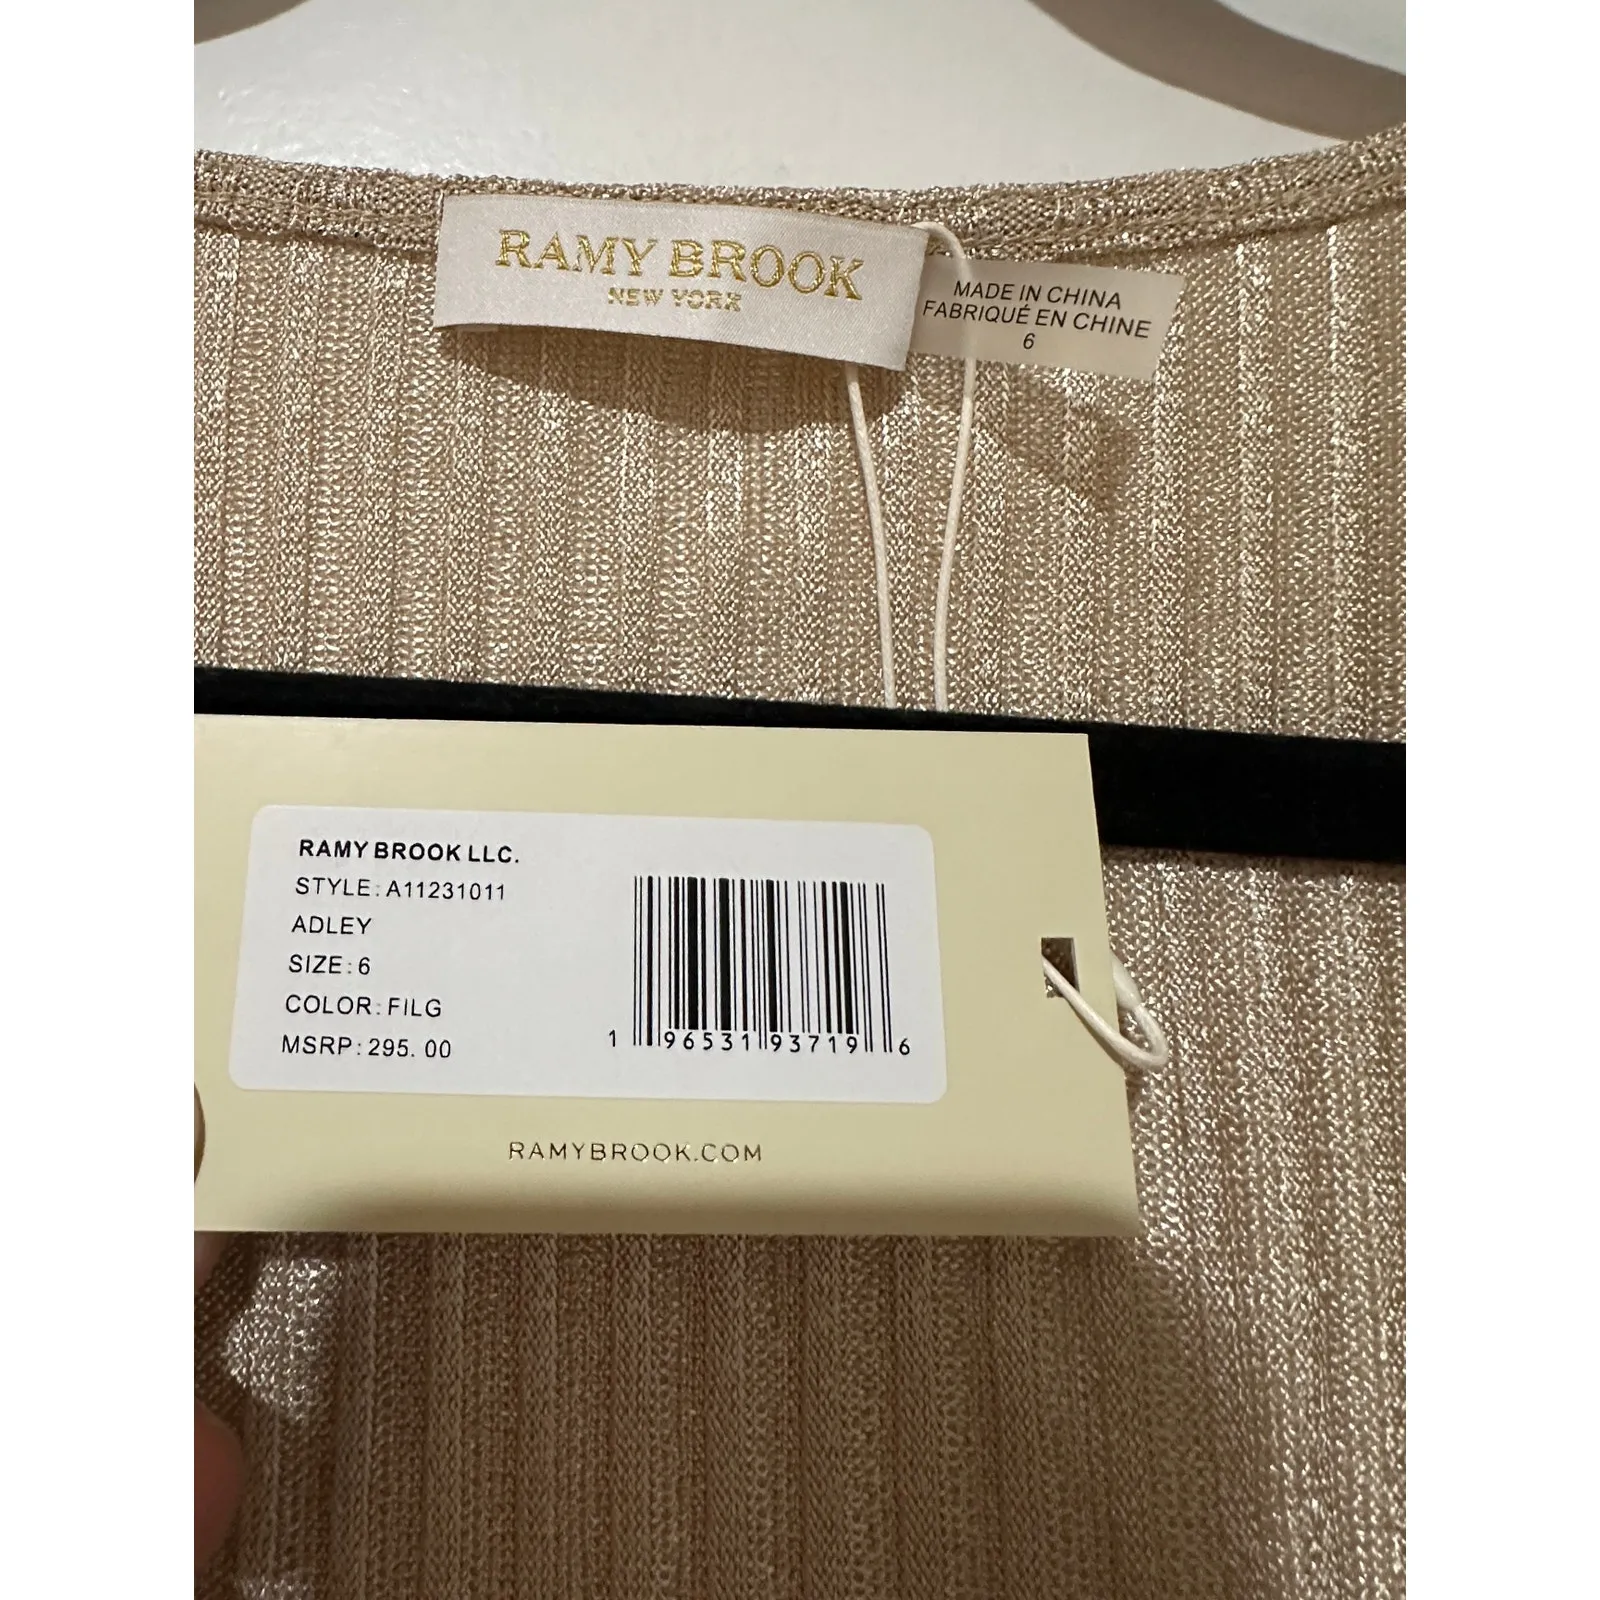 RAMY BROOK
NEW YORK
MADE IN CHINA
FABRIQUÉ EN CHINE
6
RAMY BROOK LLC.
STYLE: A11231011
ADLEY
SIZE: 6
COLOR: FILG
MSRP: 295.00
1 96531 93719 6
RAMYBROOK.COM